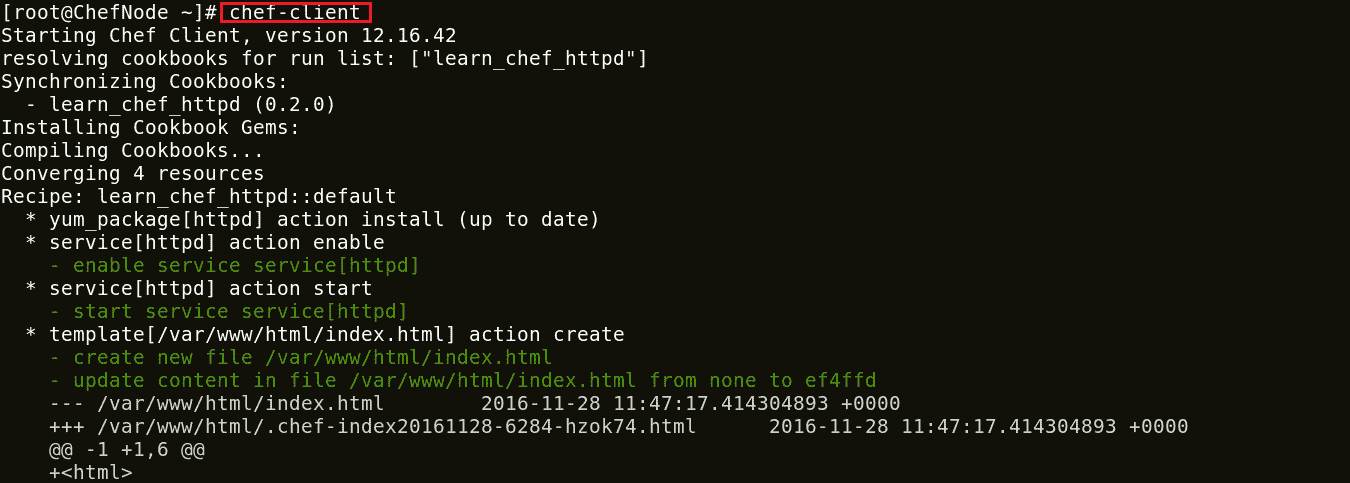 [root@ChefNode ~]# chef-client
Starting Chef Client, version 12.16.42
resolving cookbooks for run list: ["learn_chef_httpd"]
Synchronizing Cookbooks:
  - learn_chef_httpd (0.2.0)
Installing Cookbook Gems:
Compiling Cookbooks...
Converging 4 resources
Recipe: learn_chef_httpd::default
  * yum_package[httpd] action install (up to date)
  * service[httpd] action enable
    - enable service service[httpd]
  * service[httpd] action start
    - start service service[httpd]
  * template[/var/www/html/index.html] action create
    - create new file /var/www/html/index.html
    - update content in file /var/www/html/index.html from none to ef4ffd
    --- /var/www/html/index.html        2016-11-28 11:47:17.414304893 +0000
    +++ /var/www/html/.chef-index20161128-6284-hzok74.html      2016-11-28 11:47:17.414304893 +0000
    @@ -1 +1,6 @@
    +<html>